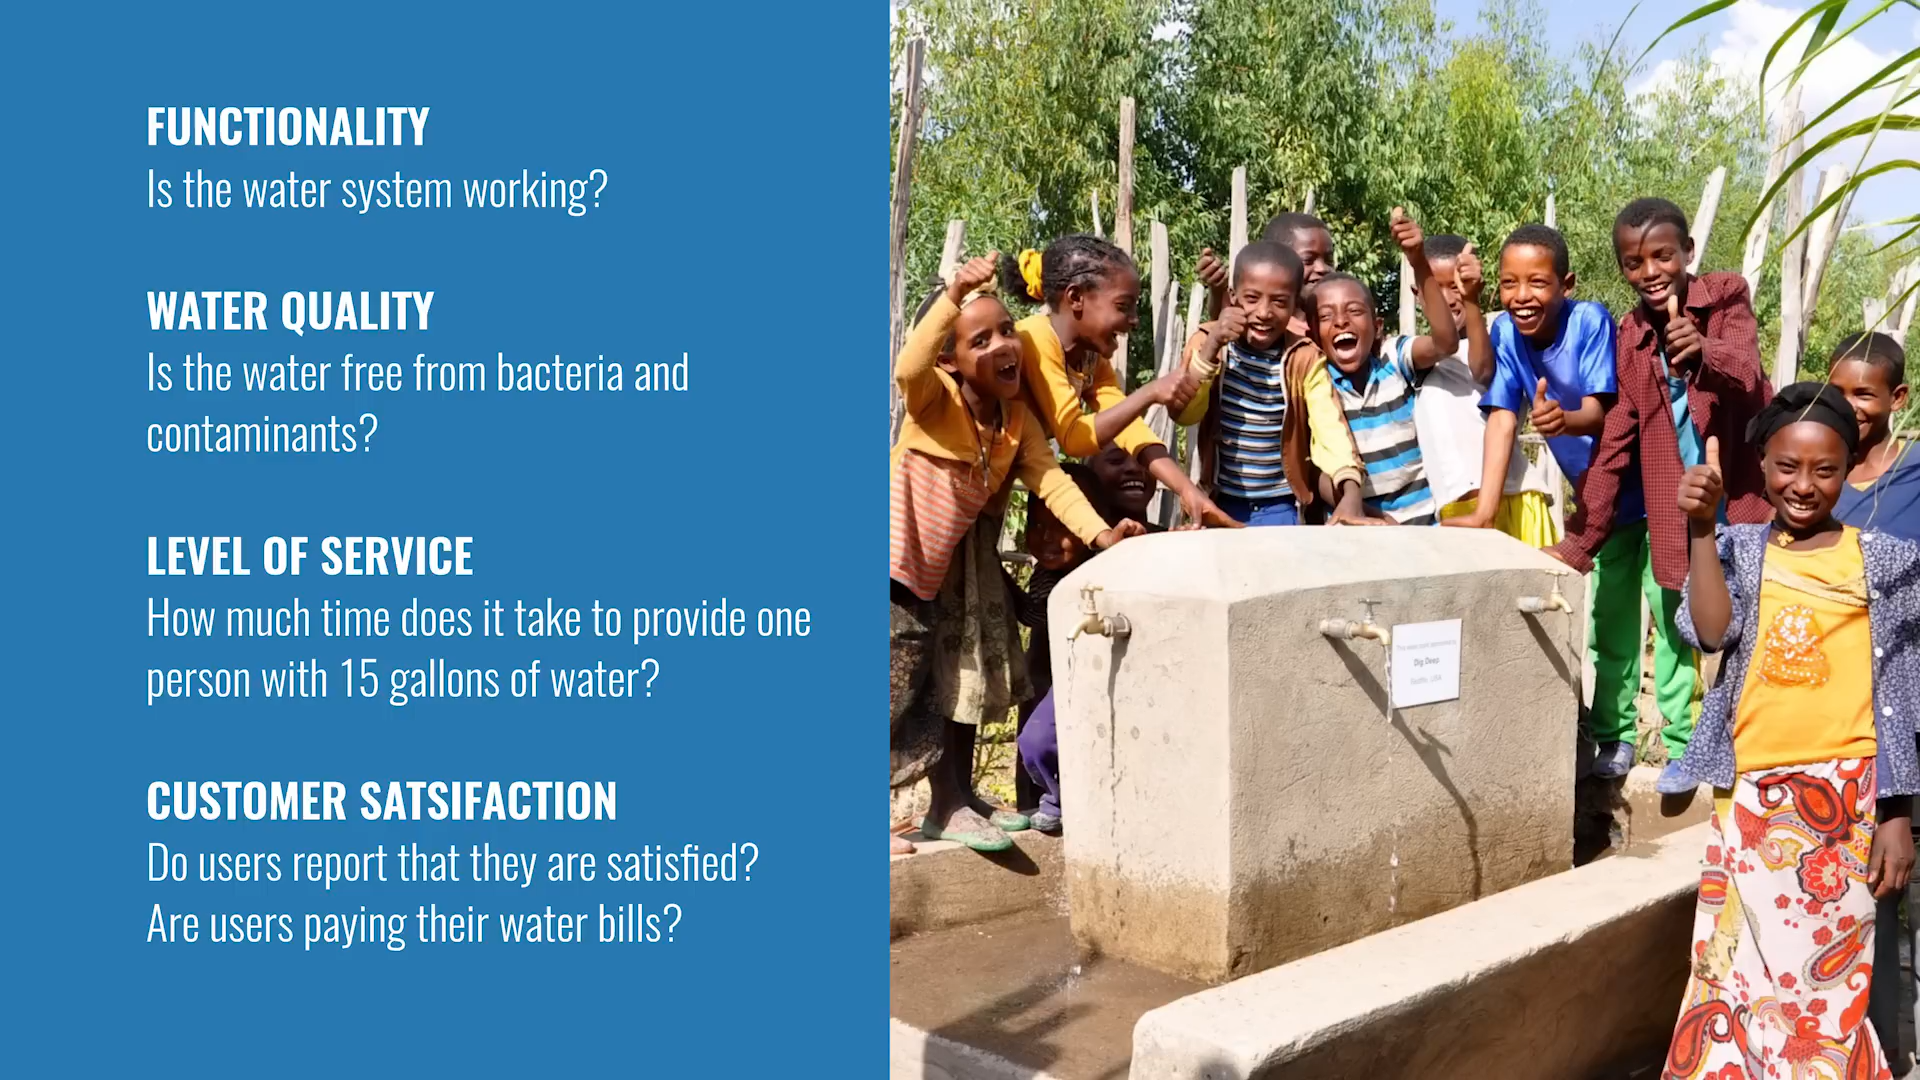 FUNCTIONALITY
Is the water system working?
WATER QUALITY
Is the water free from bacteria and
contaminants?
LEVEL OF SERVICE
How much time does it take to provide one
person with 15 gallons of water?
CUSTOMER SATSIFACTION
Do users report that they are satisfied?
Are users paying their water bills?
Dig Deep